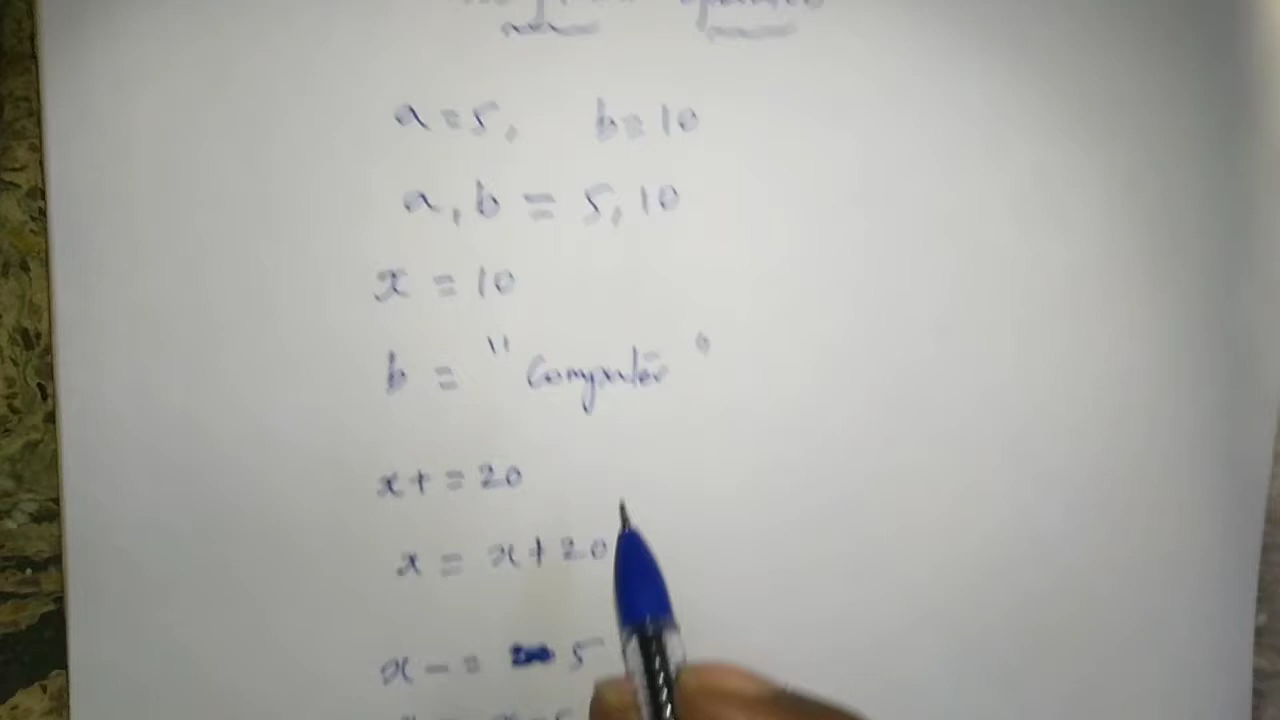 a = 5, b = 10
a, b = 5, 10
x = 10
b = "Computer"
x + = 20
x = x + 20
x - = 5